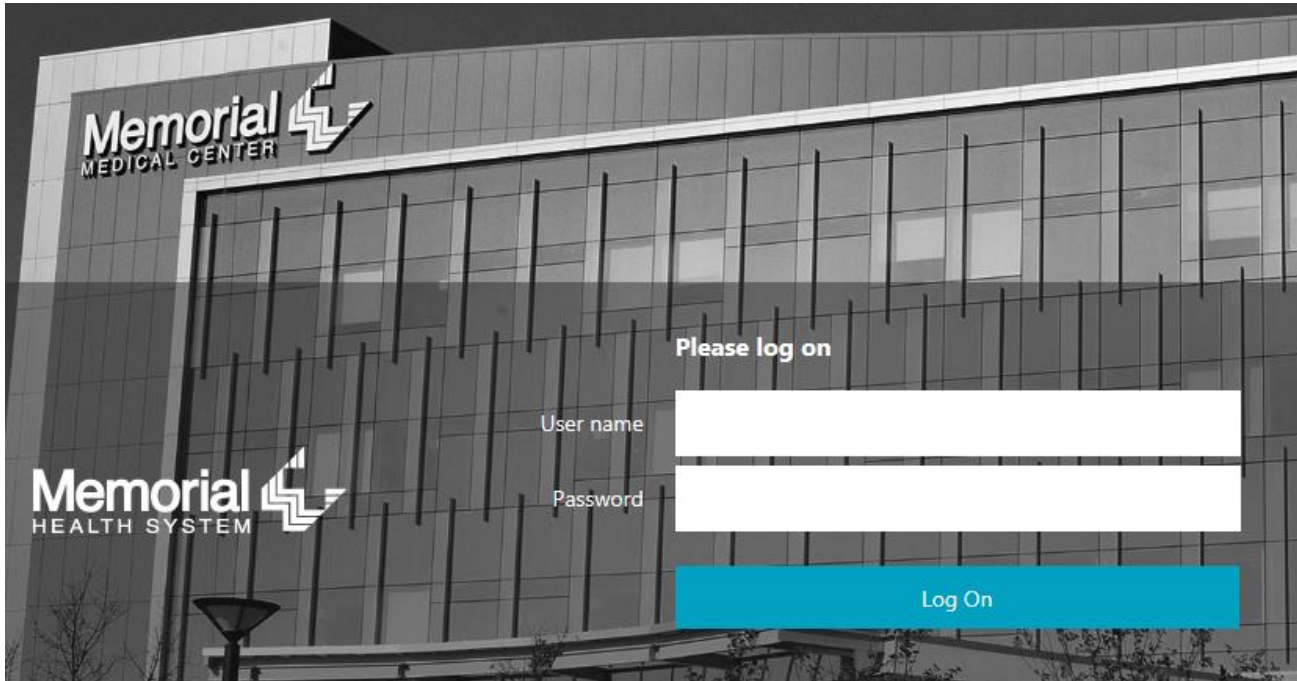 Memorial
MEDICAL CENTER
Please log on
User name
Password
Memorial
HEALTH SYSTEM
Log On